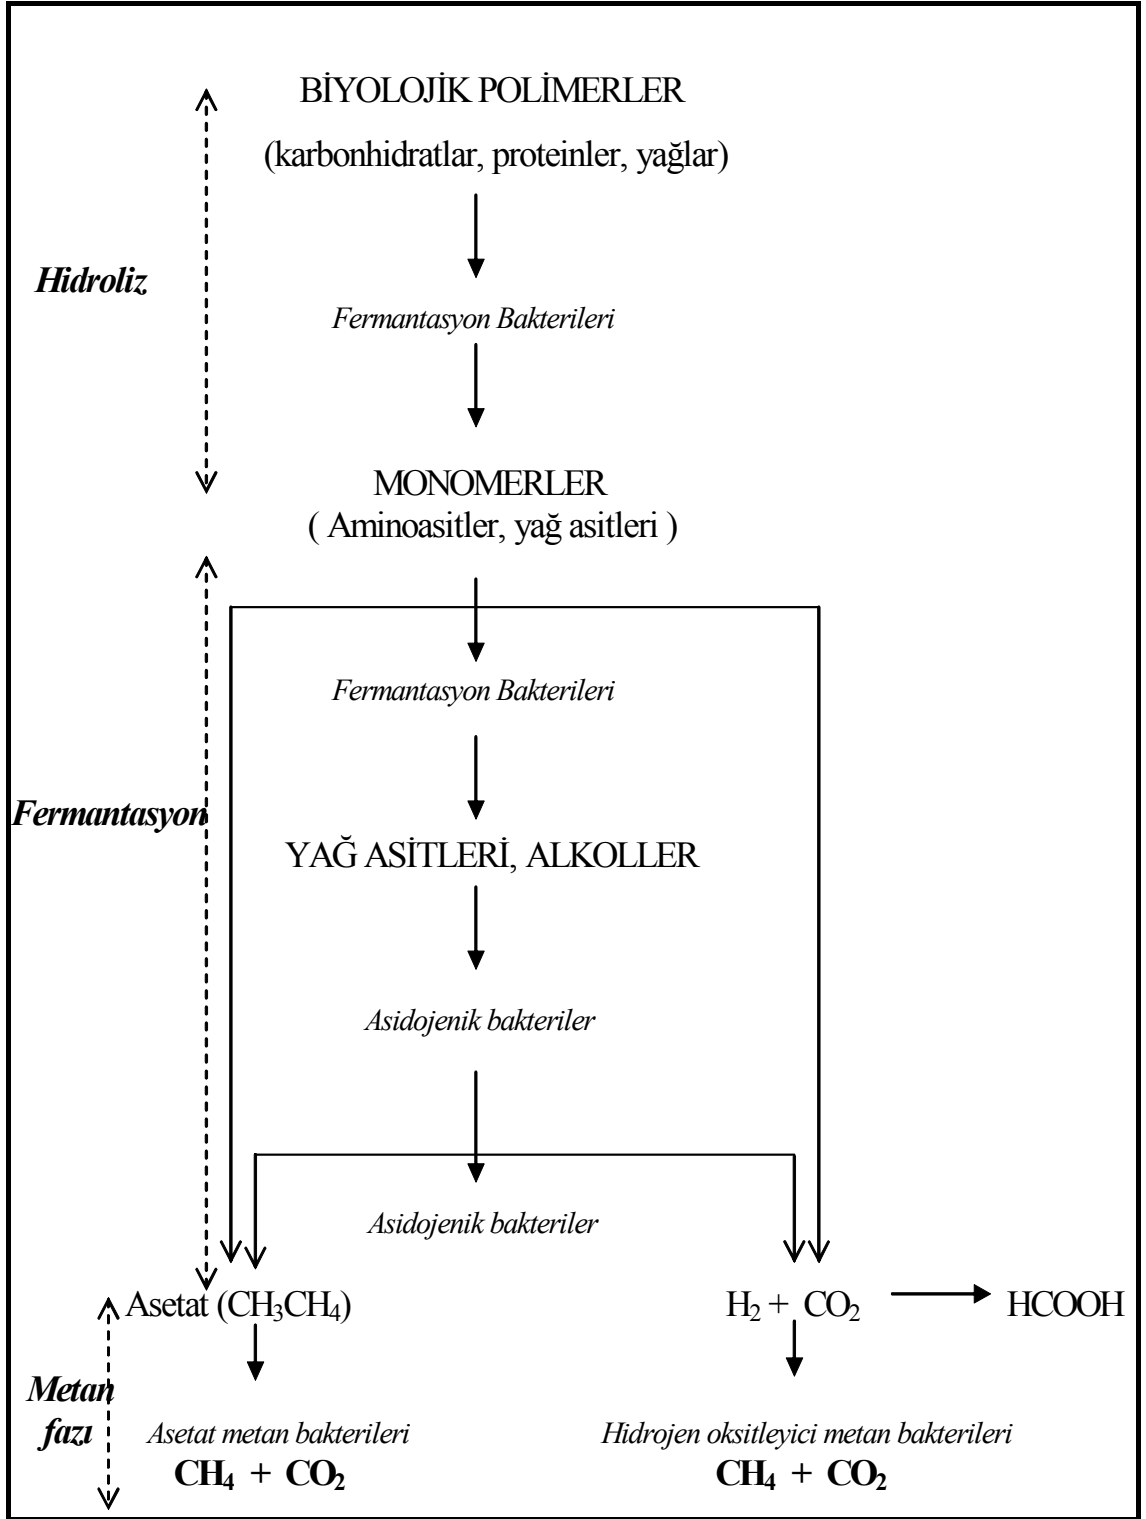 BİYOLOJİK POLİMERLER
(karbonhidratlar, proteinler, yağlar)
Hidroliz
Fermantasyon Bakterileri
MONOMERLER
( Aminoasitler, yağ asitleri )
Fermantasyon Bakterileri
Fermantasyon
YAĞ ASİTLERİ, ALKOLLER
Asidojenik bakteriler
Asidojenik bakteriler
Asetat (CH₃CH₄)
H₂ + CO₂
HCOOH
Metan
fazı
Asetat metan bakterileri
CH₄ + CO₂
Hidrojen oksitleyici metan bakterileri
CH₄ + CO₂